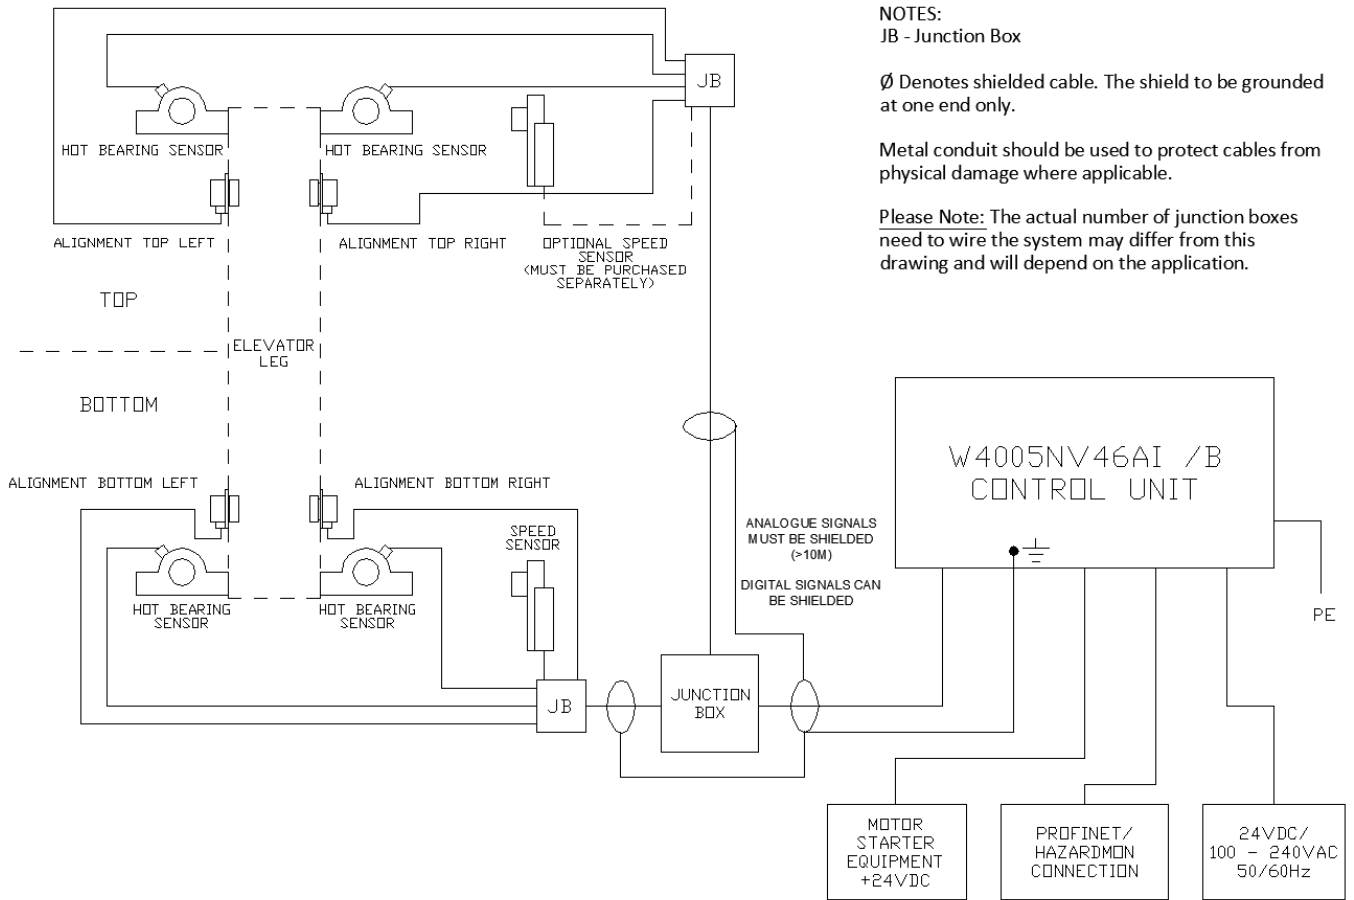 NOTES:
JB - Junction Box
Ø Denotes shielded cable. The shield to be grounded
at one end only.
Metal conduit should be used to protect cables from
physical damage where applicable.
Please Note: The actual number of junction boxes
need to wire the system may differ from this
drawing and will depend on the application.
JB
HOT BEARING SENSOR
HOT BEARING SENSOR
ALIGNMENT TOP LEFT
ALIGNMENT TOP RIGHT
OPTIONAL SPEED
SENSOR
(MUST BE PURCHASED
SEPARATELY)
TOP
ELEVATOR
LEG
BOTTOM
ALIGNMENT BOTTOM LEFT
ALIGNMENT BOTTOM RIGHT
SPEED
SENSOR
HOT BEARING
SENSOR
HOT BEARING
SENSOR
JB
JUNCTION
BOX
ANALOGUE SIGNALS
MUST BE SHIELDED
(>10M)
DIGITAL SIGNALS CAN
BE SHIELDED
W4005NV46AI /B
CONTROL UNIT
PE
MOTOR
STARTER
EQUIPMENT
+24VDC
PROFINET/
HAZARDMON
CONNECTION
24VDC/
100 - 240VAC
50/60Hz